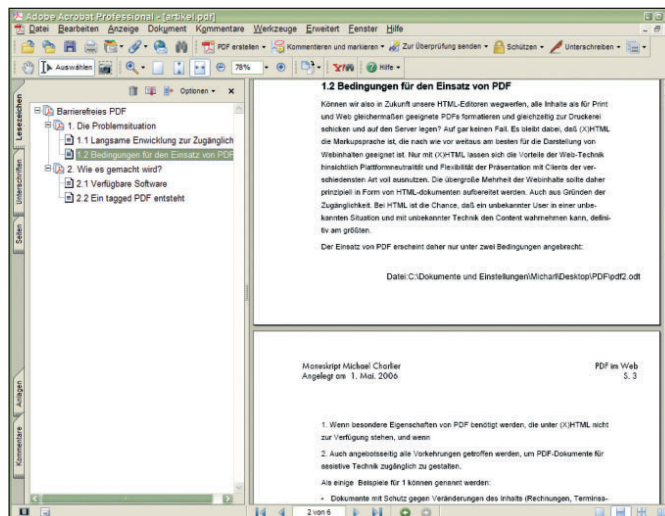 Adobe Acrobat Professional - [artikel.pdf]
Datei Bearbeiten Anzeige Dokument Kommentare Werkzeuge Erweitert Fenster Hilfe
PDF erstellen Kommentieren und markieren Zur Überprüfung senden Schützen Unterschreiben
Auswählen 78% Hilfe
Optionen
Lesezeichen
Unterschriften
Seiten
Anlagen
Kommentare
Barrierefreies PDF
1. Die Problemsituation
1.1 Langsame Enwicklung zur Zugänglich
1.2 Bedingungen für den Einsatz von PDF
2. Wie es gemacht wird?
2.1 Verfügbare Software
2.2 Ein tagged PDF entsteht
1.2 Bedingungen für den Einsatz von PDF
Können wir also in Zukunft unsere HTML-Editoren wegwerfen, alle Inhalte als für Print
und Web gleichermaßen geeignete PDFs formatieren und gleichzeitig zur Druckerei
schicken und auf den Server legen? Auf gar keinen Fall. Es bleibt dabei, daß (X)HTML
die Markupsprache ist, die nach wie vor weitaus am besten für die Darstellung von
Webinhalten geeignet ist. Nur mit (X)HTML lassen sich die Vorteile der Web-Technik
hinsichtlich Plattformneutralität und Flexibilität der Präsentation mit Clients der ver-
schiedensten Art voll ausnutzen. Die übergroße Mehrheit der Webinhalte sollte daher
prinzipiell in Form von HTML-dokumenten aufbereitet werden. Auch aus Gründen der
Zugänglichkeit. Bei HTML ist die Chance, daß ein unbekannter User in einer unbe-
kannten Situation und mit unbekannter Technik den Content wahrnehmen kann, defini-
tiv am größten.
Der Einsatz von PDF erscheint daher nur unter zwei Bedingungen angebracht:
Datei:C:\Dokumente und Einstellungen\Micharl\Desktop\PDF\pdf2.odt
Manuskript Michael Charlier PDF im Web
Angelegt am 1. Mai. 2006 S. 3
1. Wenn besondere Eigenschaften von PDF benötigt werden, die unter (X)HTML nicht
zur Verfügung stehen, und wenn
2. Auch angebotsseitig alle Vorkehrungen getroffen werden, um PDF-Dokumente für
assistive Technik zugänglich zu gestalten.
Als einige Beispiele für 1 können genannt werden:
• Dokumente mit Schutz gegen Veränderungen des Inhalts (Rechnungen, Terminsa-
2 von 6